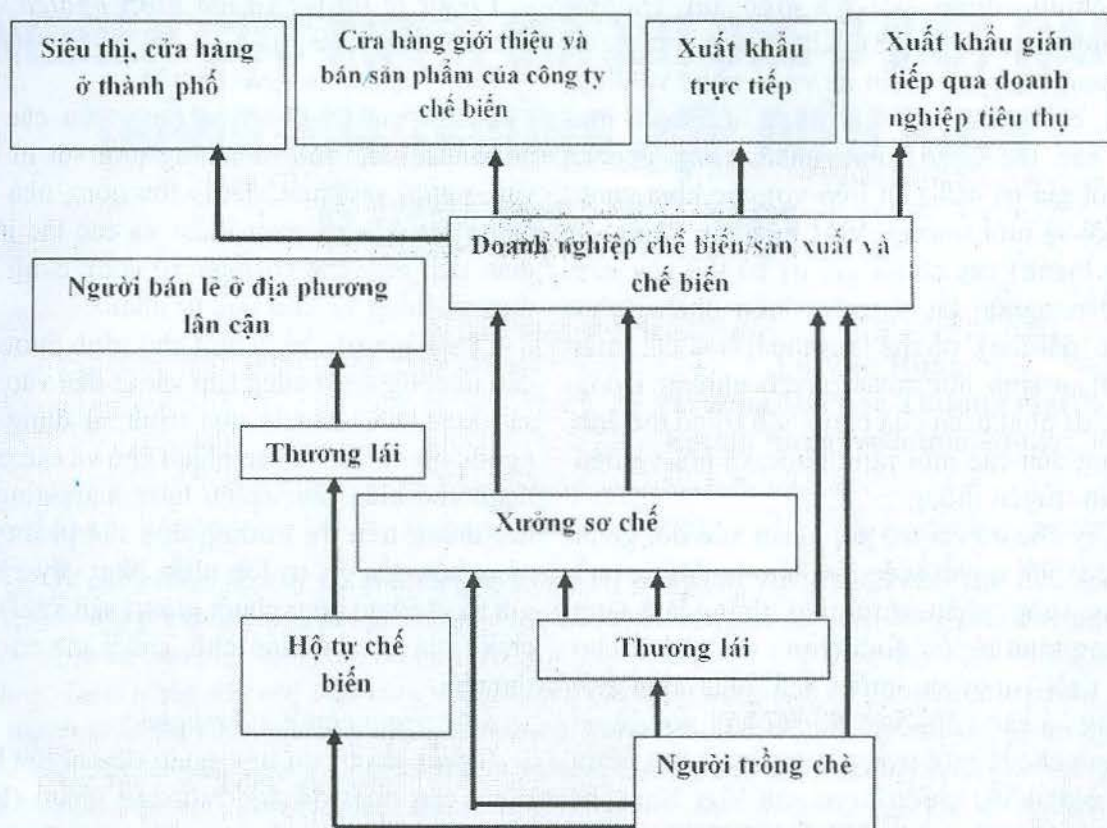 Siêu thị, cửa hàng
ở thành phố
Cửa hàng giới thiệu và
bán sản phẩm của công ty
chế biến
Xuất khẩu
trực tiếp
Xuất khẩu gián
tiếp qua doanh
nghiệp tiêu thụ
Doanh nghiệp chế biến/sản xuất và
chế biến
Người bán lẻ ở địa phương
lân cận
Thương lái
Xưởng sơ chế
Hộ tự chế
biến
Thương lái
Người trồng chè